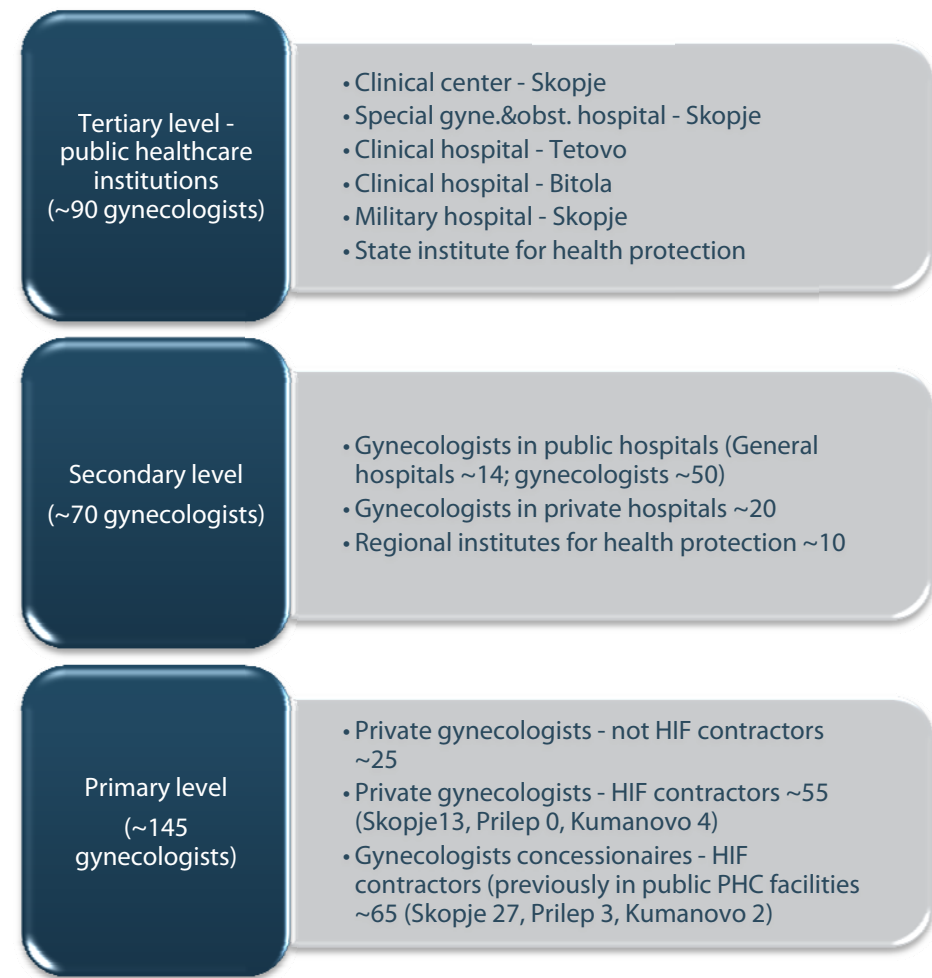 Tertiary level -
public healthcare
institutions
(~90 gynecologists)
• Clinical center - Skopje
• Special gyne.&obst. hospital - Skopje
• Clinical hospital - Tetovo
• Clinical hospital - Bitola
• Military hospital - Skopje
• State institute for health protection
Secondary level
(~70 gynecologists)
• Gynecologists in public hospitals (General
hospitals ~14; gynecologists ~50)
• Gynecologists in private hospitals ~20
• Regional institutes for health protection ~10
Primary level
(~145
gynecologists)
• Private gynecologists - not HIF contractors
~25
• Private gynecologists - HIF contractors ~55
(Skopje13, Prilep 0, Kumanovo 4)
• Gynecologists concessionaires - HIF
contractors (previously in public PHC facilities
~65 (Skopje 27, Prilep 3, Kumanovo 2)